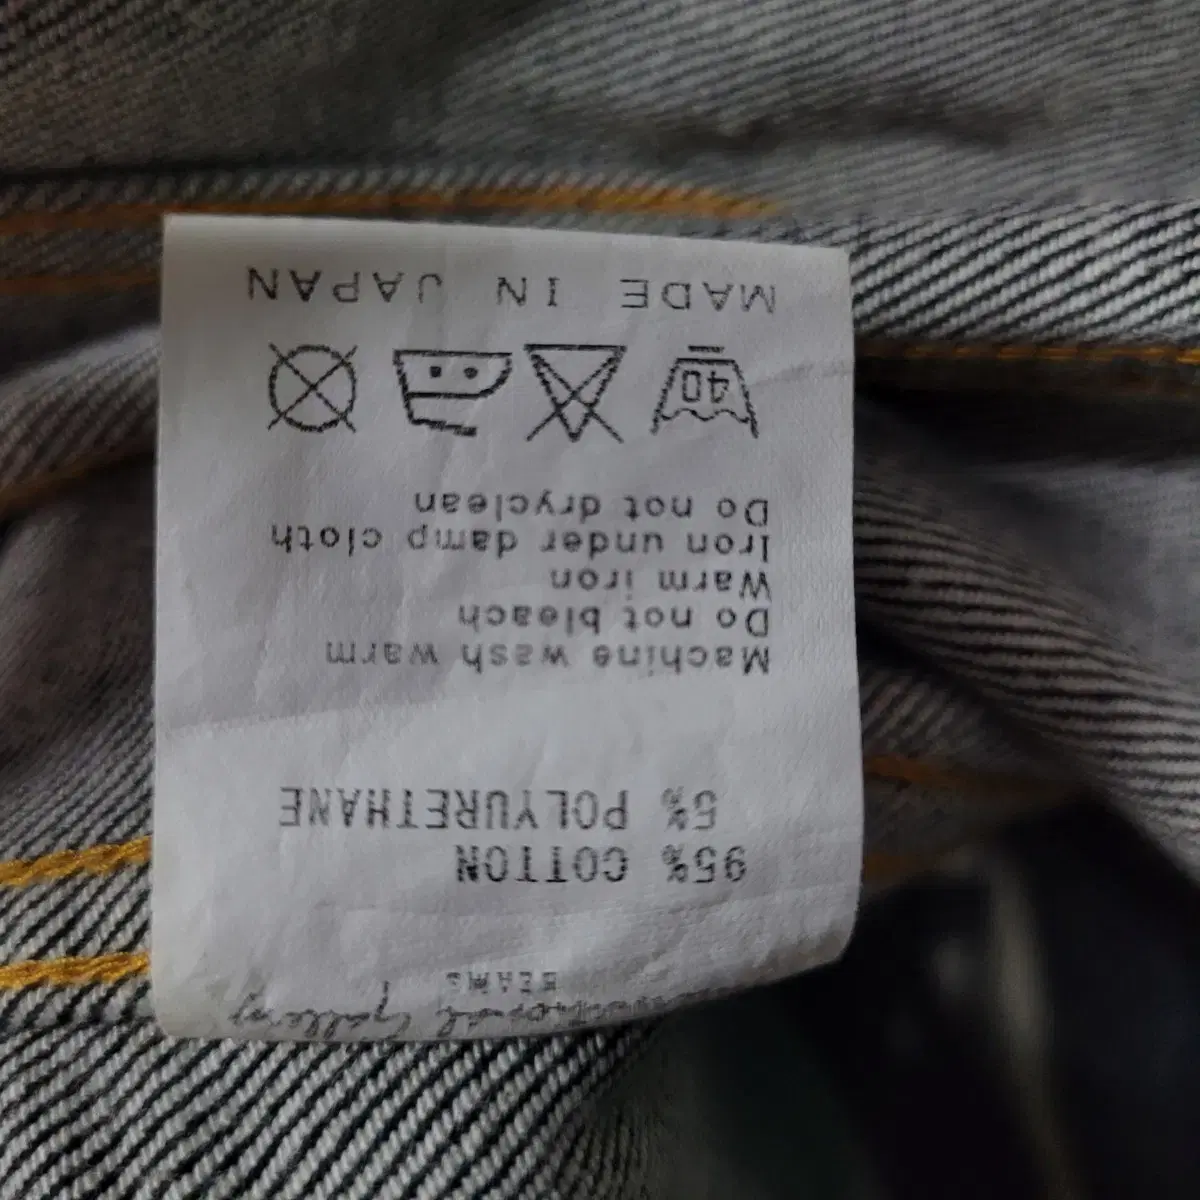 Gallery
BEAMS
95% COTTON
5% POLYURETHANE
Machine wash warm
Do not bleach
Warm iron
Iron under damp cloth
Do not dryclean
40
MADE IN JAPAN